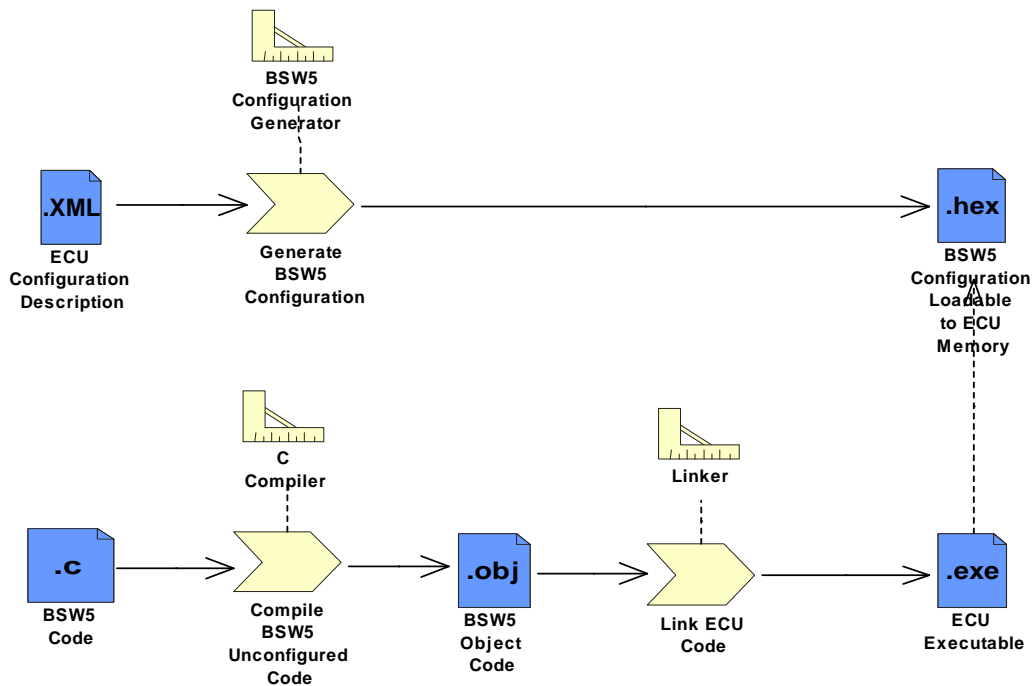 BSW5
Configuration
Generator
.XML
ECU
Configuration
Description
Generate
BSW5
Configuration
.hex
BSW5
Configuration
Loadable
to ECU
Memory
C
Compiler
Linker
.c
BSW5
Code
Compile
BSW5
Unconfigured
Code
.obj
BSW5
Object
Code
Link ECU
Code
.exe
ECU
Executable